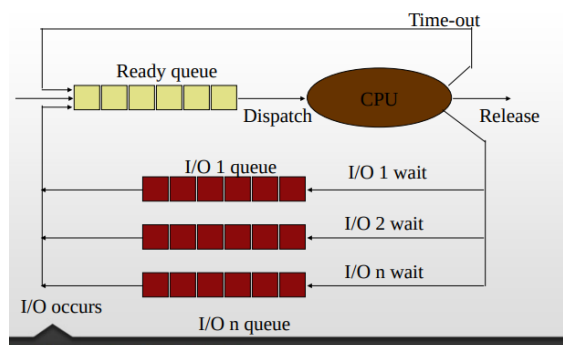 Time-out
Ready queue
CPU
Dispatch
Release
I/O 1 queue
I/O 1 wait
I/O 2 wait
I/O n wait
I/O occurs
I/O n queue